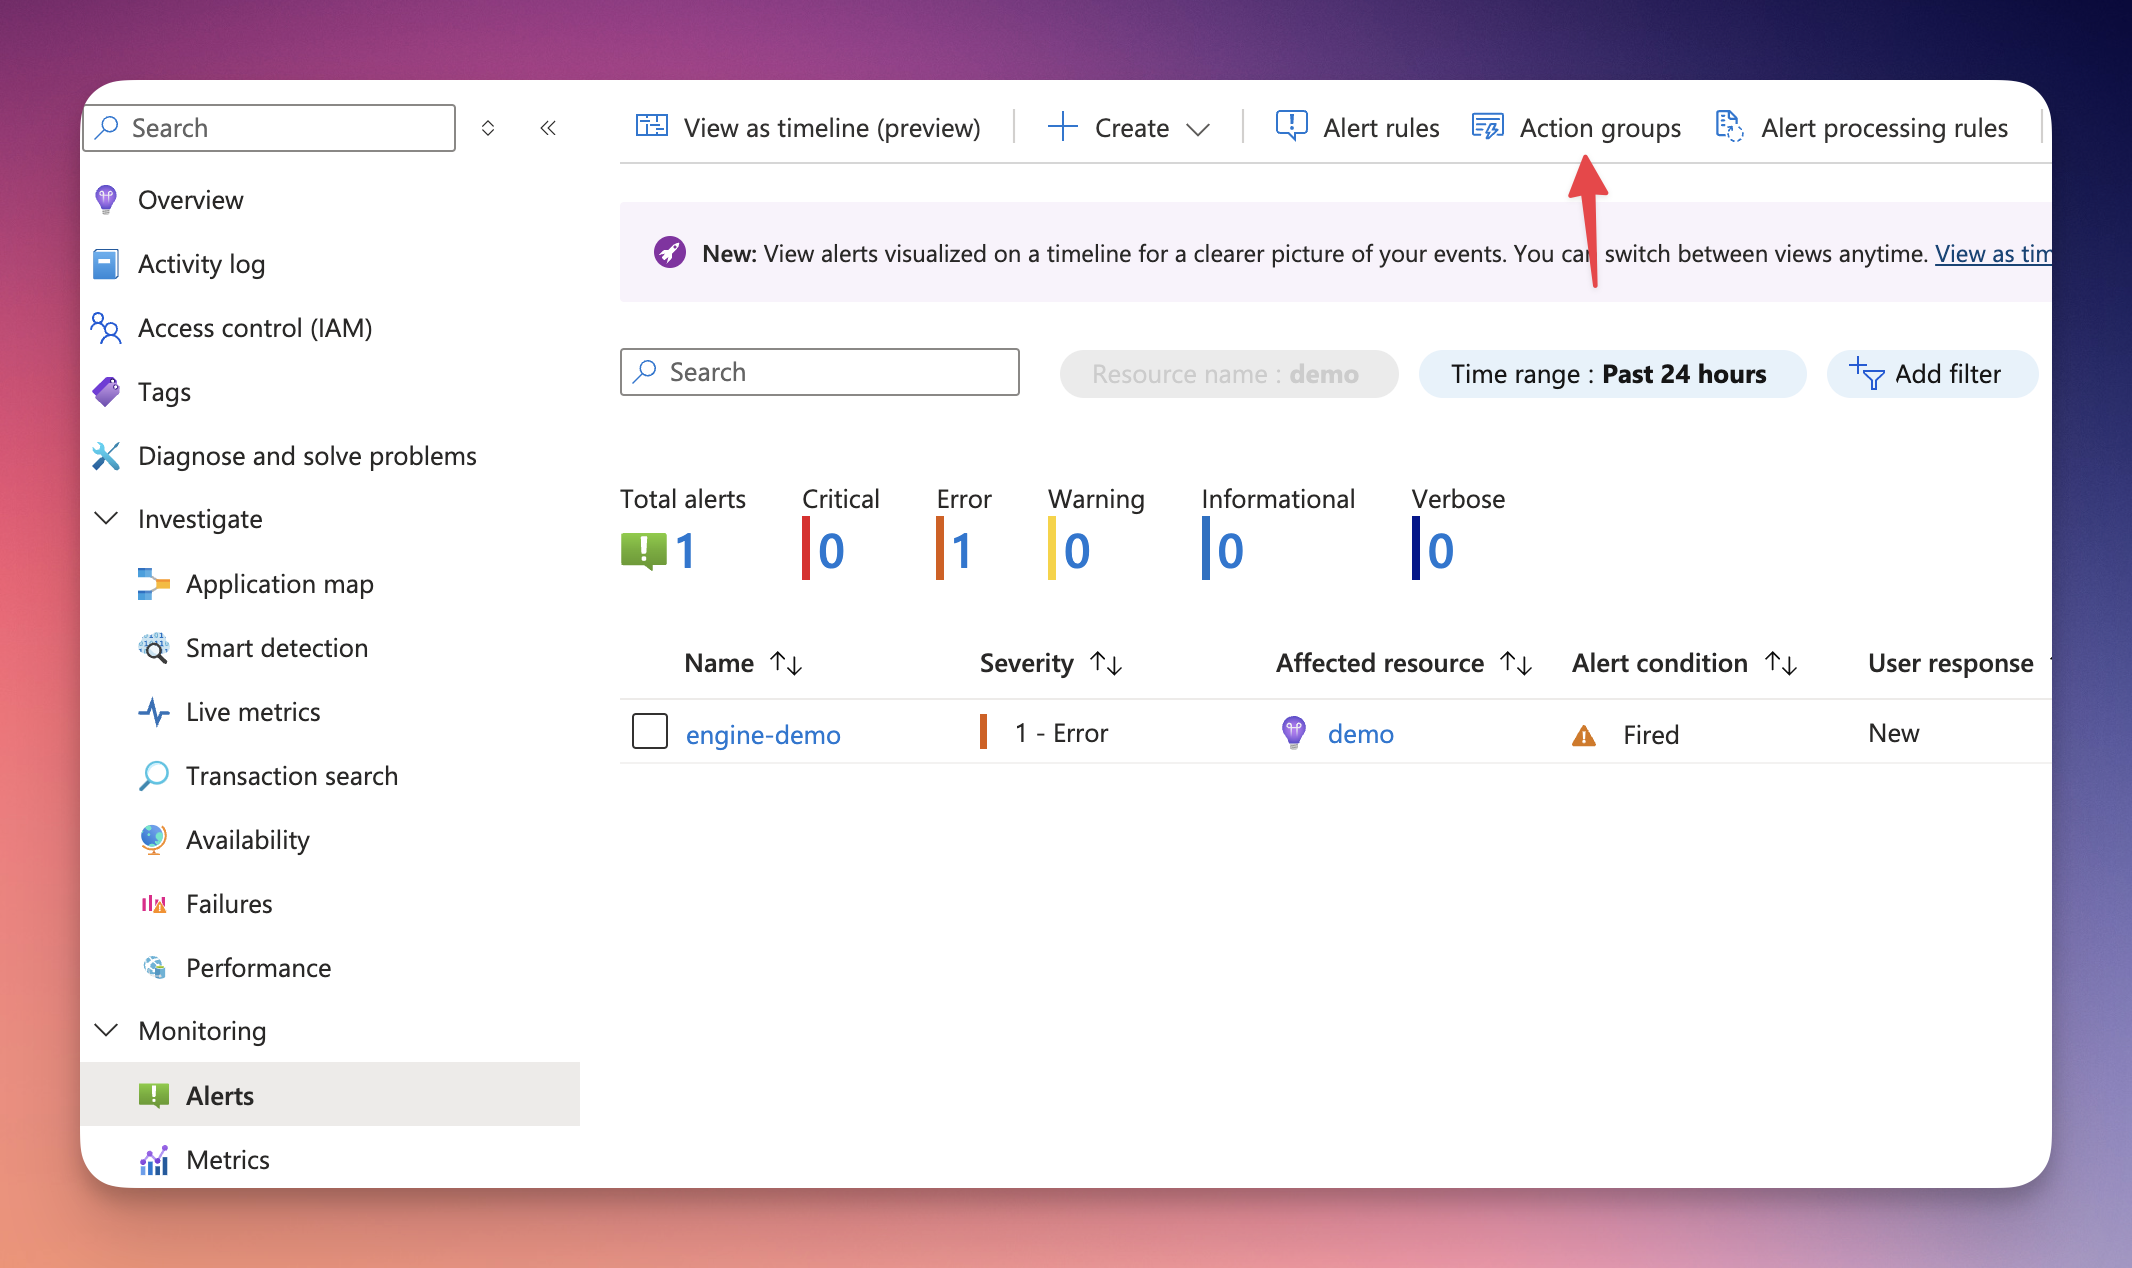 Search
View as timeline (preview)
Create
Alert rules
Action groups
Alert processing rules
Overview
Activity log
Access control (IAM)
Tags
Diagnose and solve problems
Investigate
Application map
Smart detection
Live metrics
Transaction search
Availability
Failures
Performance
Monitoring
Alerts
Metrics
New: View alerts visualized on a timeline for a clearer picture of your events. You can switch between views anytime. View as tim
Search
Resource name : demo
Time range : Past 24 hours
Add filter
Total alerts Critical Error Warning Informational Verbose
1 0 1 0 0 0
Name Severity Affected resource Alert condition User response
engine-demo 1 - Error demo Fired New